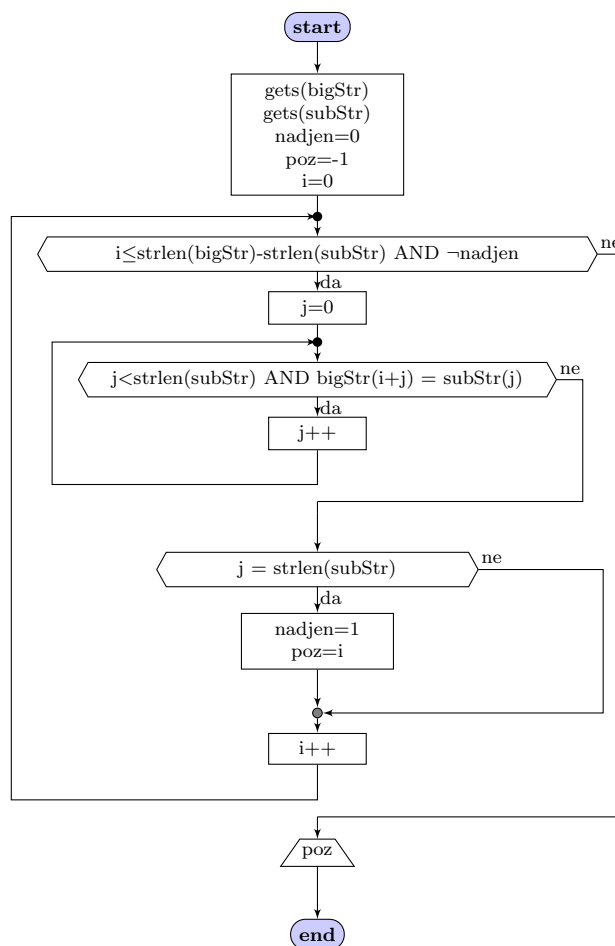 start
gets(bigStr)
gets(subStr)
nadjen=0
poz=-1
i=0
i≤strlen(bigStr)-strlen(subStr) AND ¬nadjen
ne
da
j=0
j<strlen(subStr) AND bigStr(i+j) = subStr(j)
ne
da
j++
j = strlen(subStr)
ne
da
nadjen=1
poz=i
i++
poz
end